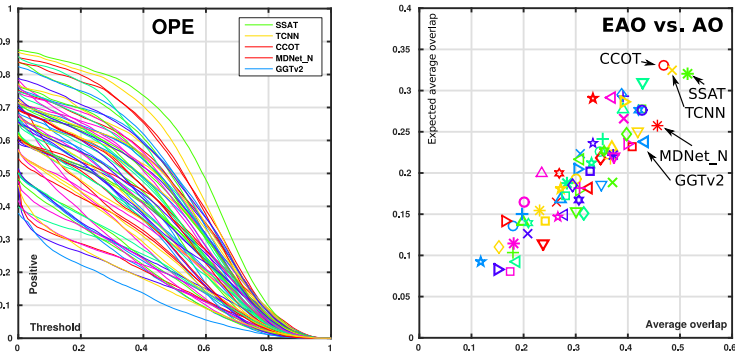 OPE
SSAT
TCNN
CCOT
MDNet_N
GGTv2
1
0.9
0.8
0.7
0.6
0.5
0.4
0.3
0.2
0.1
0
Positive
Threshold
0 0.2 0.4 0.6 0.8 1
EAO vs. AO
0.4
0.35
0.3
0.25
0.2
0.15
0.1
0.05
0
Expected average overlap
CCOT
SSAT
TCNN
MDNet_N
GGTv2
Average overlap
0 0.1 0.2 0.3 0.4 0.5 0.6